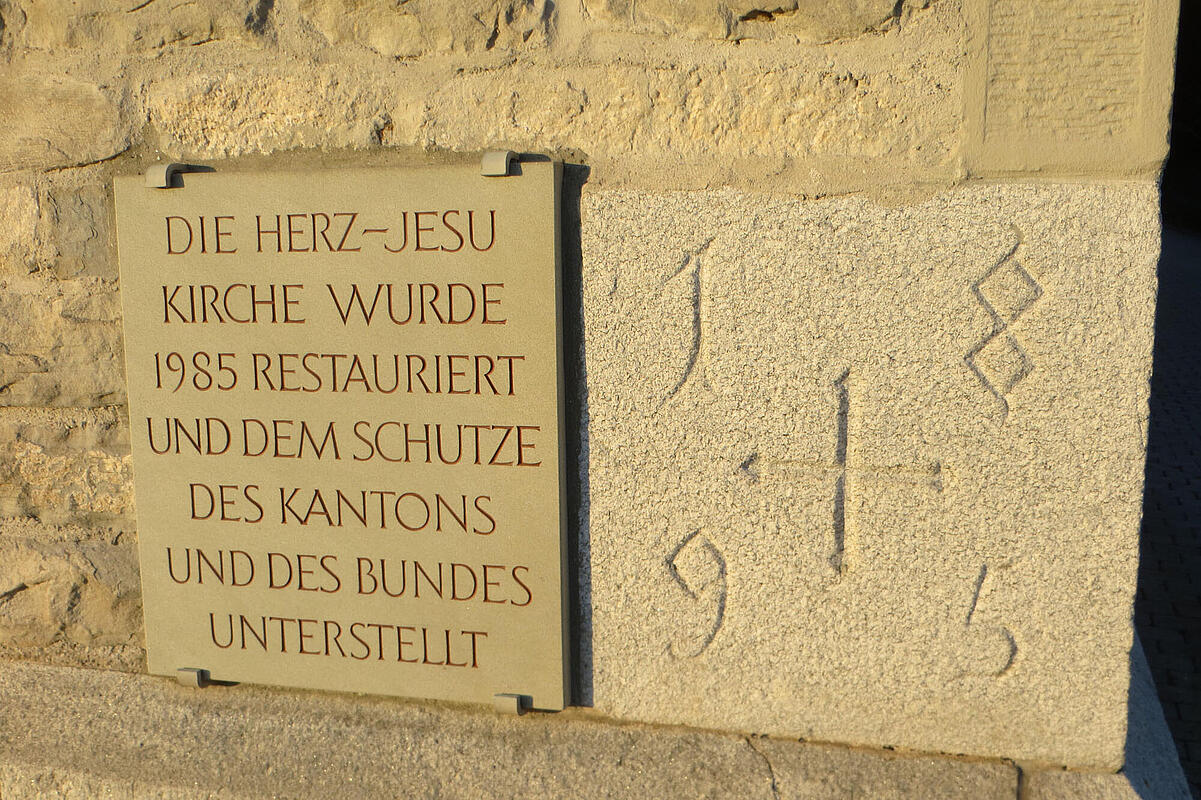 DIE HERZ-JESU
KIRCHE WURDE
1985 RESTAURIERT
UND DEM SCHUTZE
DES KANTONS
UND DES BUNDES
UNTERSTELLT
1 8
9 5